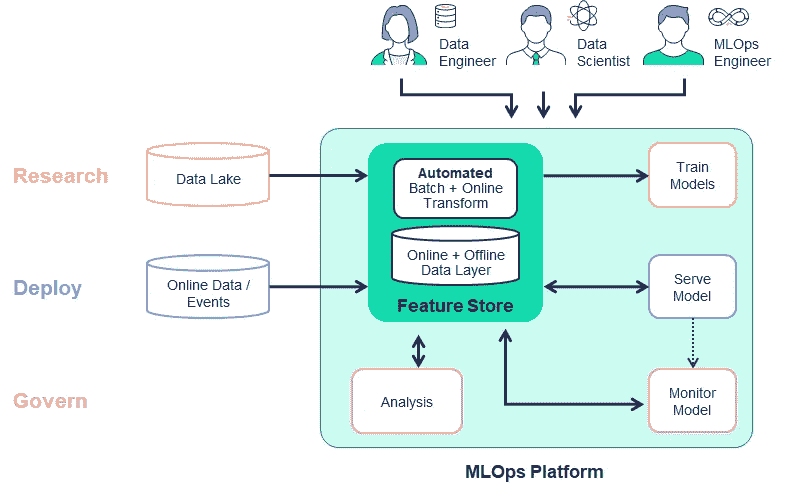 Data
Engineer
Data
Scientist
MLOps
Engineer
Research
Data Lake
Automated
Batch + Online
Transform
Train
Models
Deploy
Online Data /
Events
Online + Offline
Data Layer
Feature Store
Serve
Model
Govern
Analysis
Monitor
Model
MLOps Platform